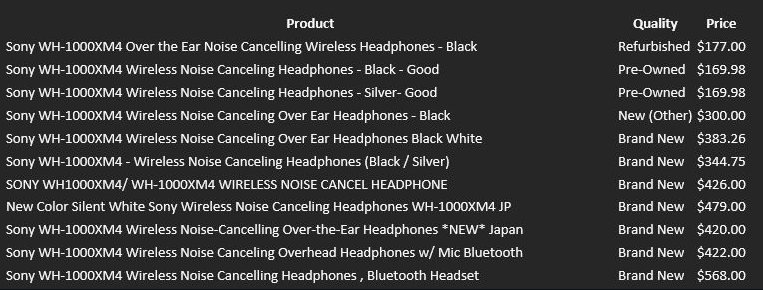 Product Quality Price
Sony WH-1000XM4 Over the Ear Noise Cancelling Wireless Headphones - Black Refurbished $177.00
Sony WH-1000XM4 Wireless Noise Canceling Headphones - Black - Good Pre-Owned $169.98
Sony WH-1000XM4 Wireless Noise Canceling Headphones - Silver- Good Pre-Owned $169.98
Sony WH-1000XM4 Wireless Noise Canceling Over Ear Headphones - Black New (Other) $300.00
Sony WH-1000XM4 Wireless Noise Canceling Over Ear Headphones Black White Brand New $383.26
Sony WH-1000XM4 - Wireless Noise Canceling Headphones (Black / Silver) Brand New $344.75
SONY WH1000XM4/ WH-1000XM4 WIRELESS NOISE CANCEL HEADPHONE Brand New $426.00
New Color Silent White Sony Wireless Noise Canceling Headphones WH-1000XM4 JP Brand New $479.00
Sony WH-1000XM4 Wireless Noise-Cancelling Over-the-Ear Headphones *NEW* Japan Brand New $420.00
Sony WH-1000XM4 Wireless Noise Canceling Overhead Headphones w/ Mic Bluetooth Brand New $422.00
Sony WH-1000XM4 Wireless Noise Cancelling Headphones , Bluetooth Headset Brand New $568.00